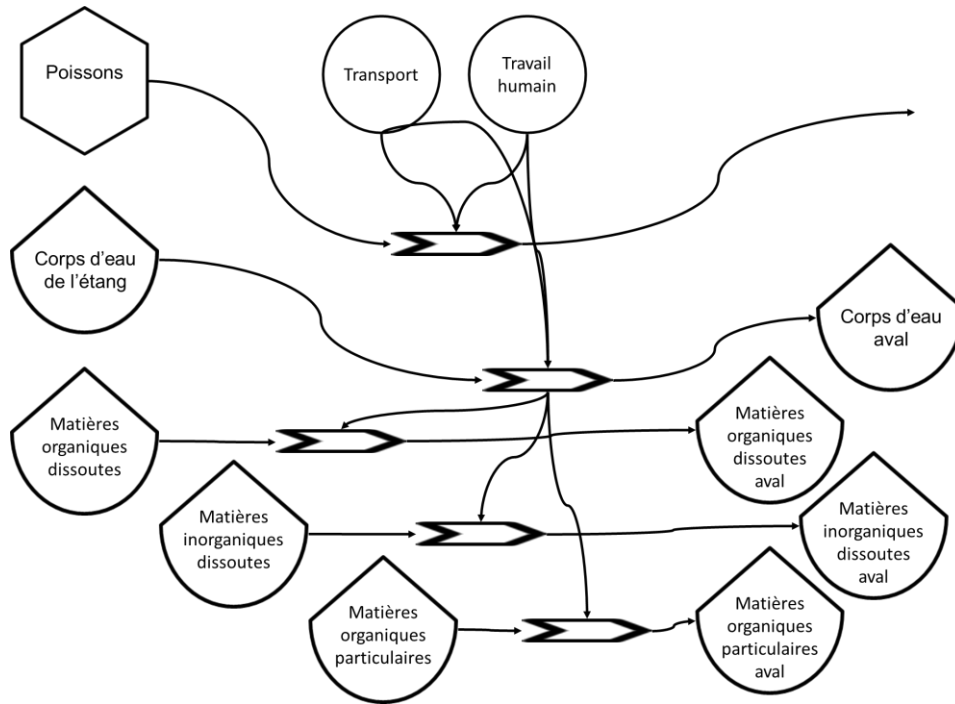 Poissons
Transport
Travail
humain
Corps d'eau
de l'étang
Corps d'eau
aval
Matières
organiques
dissoutes
Matières
organiques
dissoutes
aval
Matières
inorganiques
dissoutes
Matières
inorganiques
dissoutes
aval
Matières
organiques
particulaires
Matières
organiques
particulaires
aval